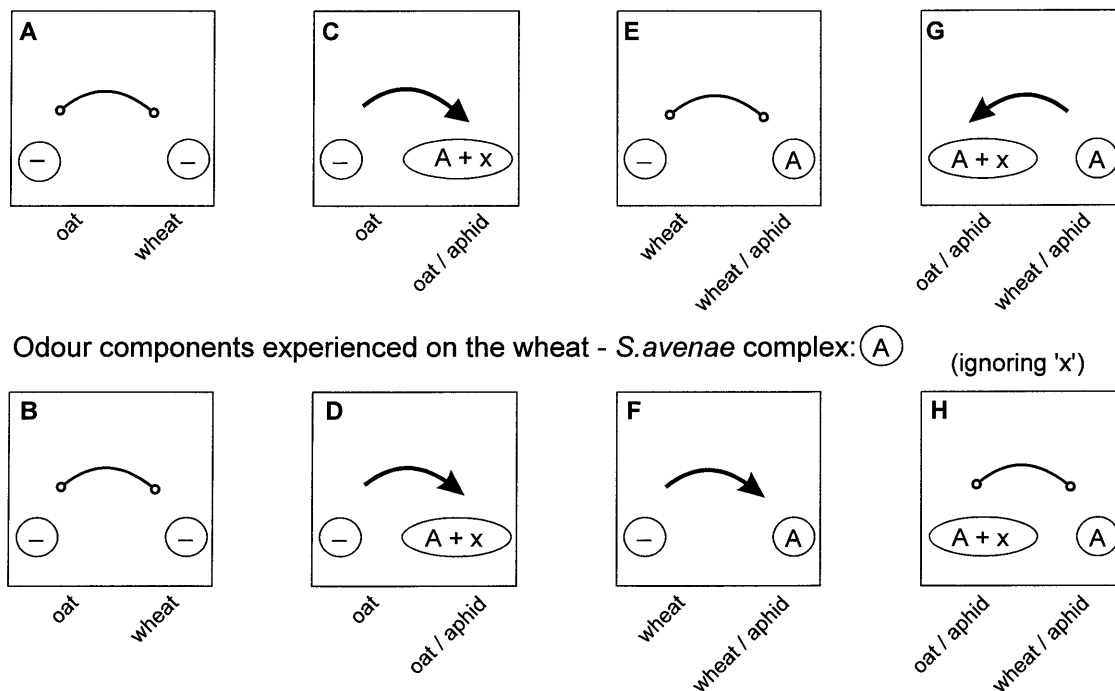 A
C
E
G
–
–
–
A + x
–
A
A + x
A
oat
wheat
oat
oat / aphid
wheat
wheat / aphid
oat / aphid
wheat / aphid
Odour components experienced on the wheat - S.avenae complex: A
(ignoring 'x')
B
D
F
H
–
–
–
A + x
–
A
A + x
A
oat
wheat
oat
oat / aphid
wheat
wheat / aphid
oat / aphid
wheat / aphid